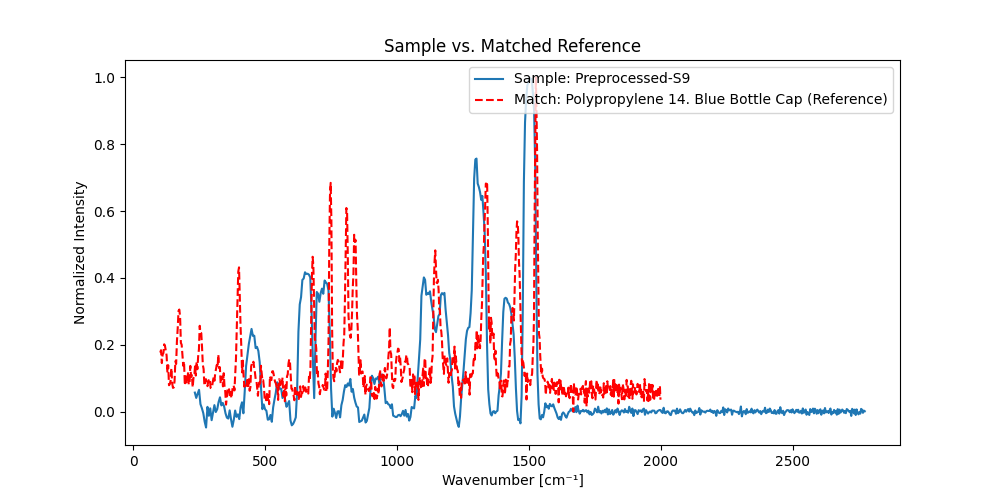 Sample vs. Matched Reference
Sample: Preprocessed-S9
Match: Polypropylene 14. Blue Bottle Cap (Reference)
Normalized Intensity
1.0
0.8
0.6
0.4
0.2
0.0
0
500
1000
1500
2000
2500
Wavenumber [cm⁻¹]